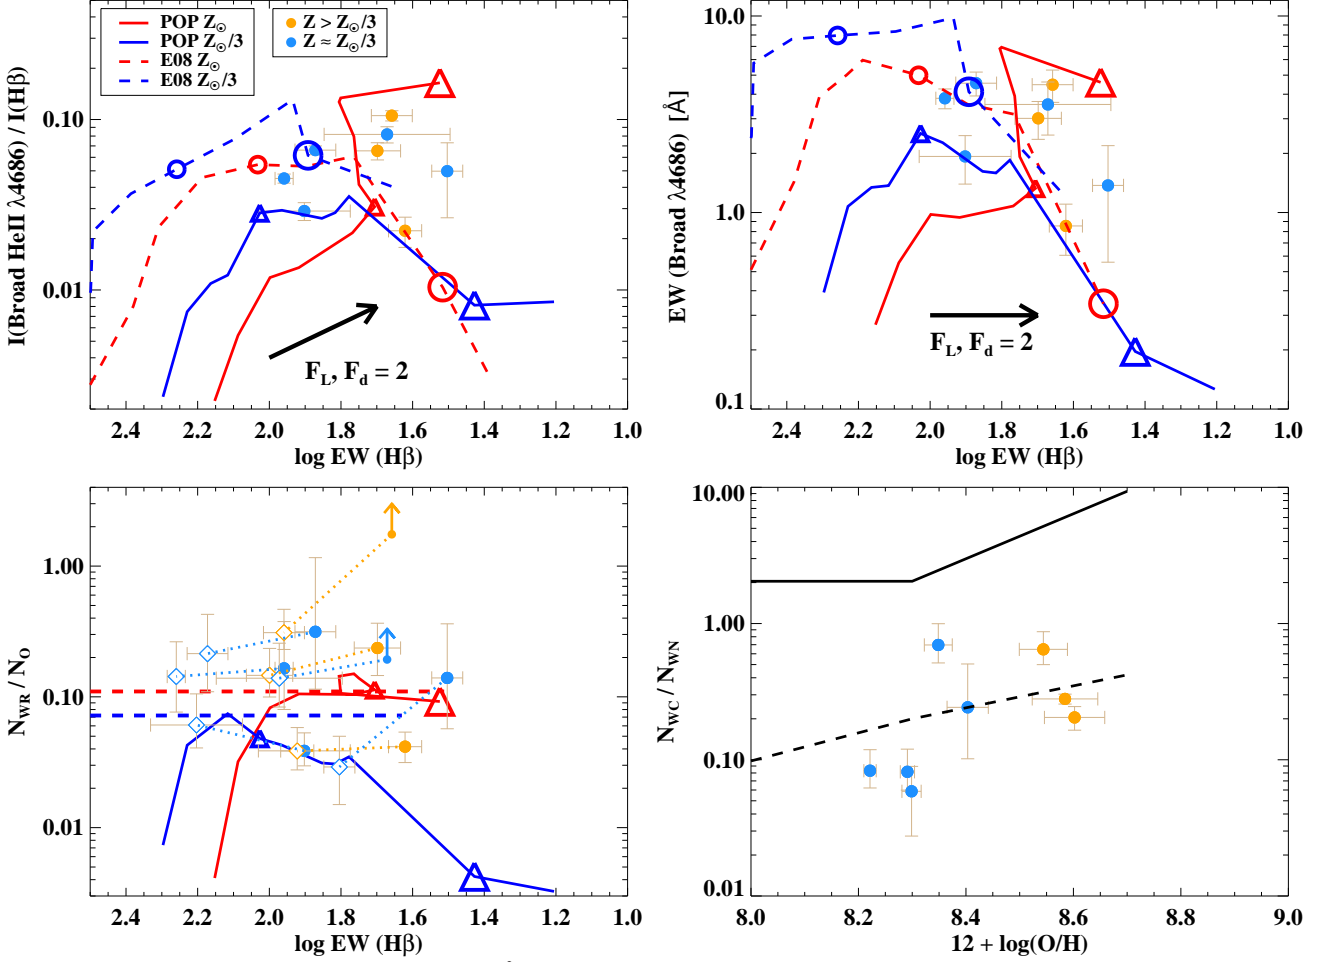 POP Z☉
POP Z☉/3
E08 Z☉
E08 Z☉/3
Z > Z☉/3
Z ≈ Z☉/3
I(Broad HeII λ4686) / I(Hβ)
0.10
0.01
F_L, F_d = 2
2.4 2.2 2.0 1.8 1.6 1.4 1.2 1.0
log EW (Hβ)
EW (Broad λ4686) [Å]
10.0
1.0
0.1
F_L, F_d = 2
2.4 2.2 2.0 1.8 1.6 1.4 1.2 1.0
log EW (Hβ)
N_WR / N_O
1.00
0.10
0.01
2.4 2.2 2.0 1.8 1.6 1.4 1.2 1.0
log EW (Hβ)
N_WC / N_WN
10.00
1.00
0.10
0.01
8.0 8.2 8.4 8.6 8.8 9.0
12 + log(O/H)